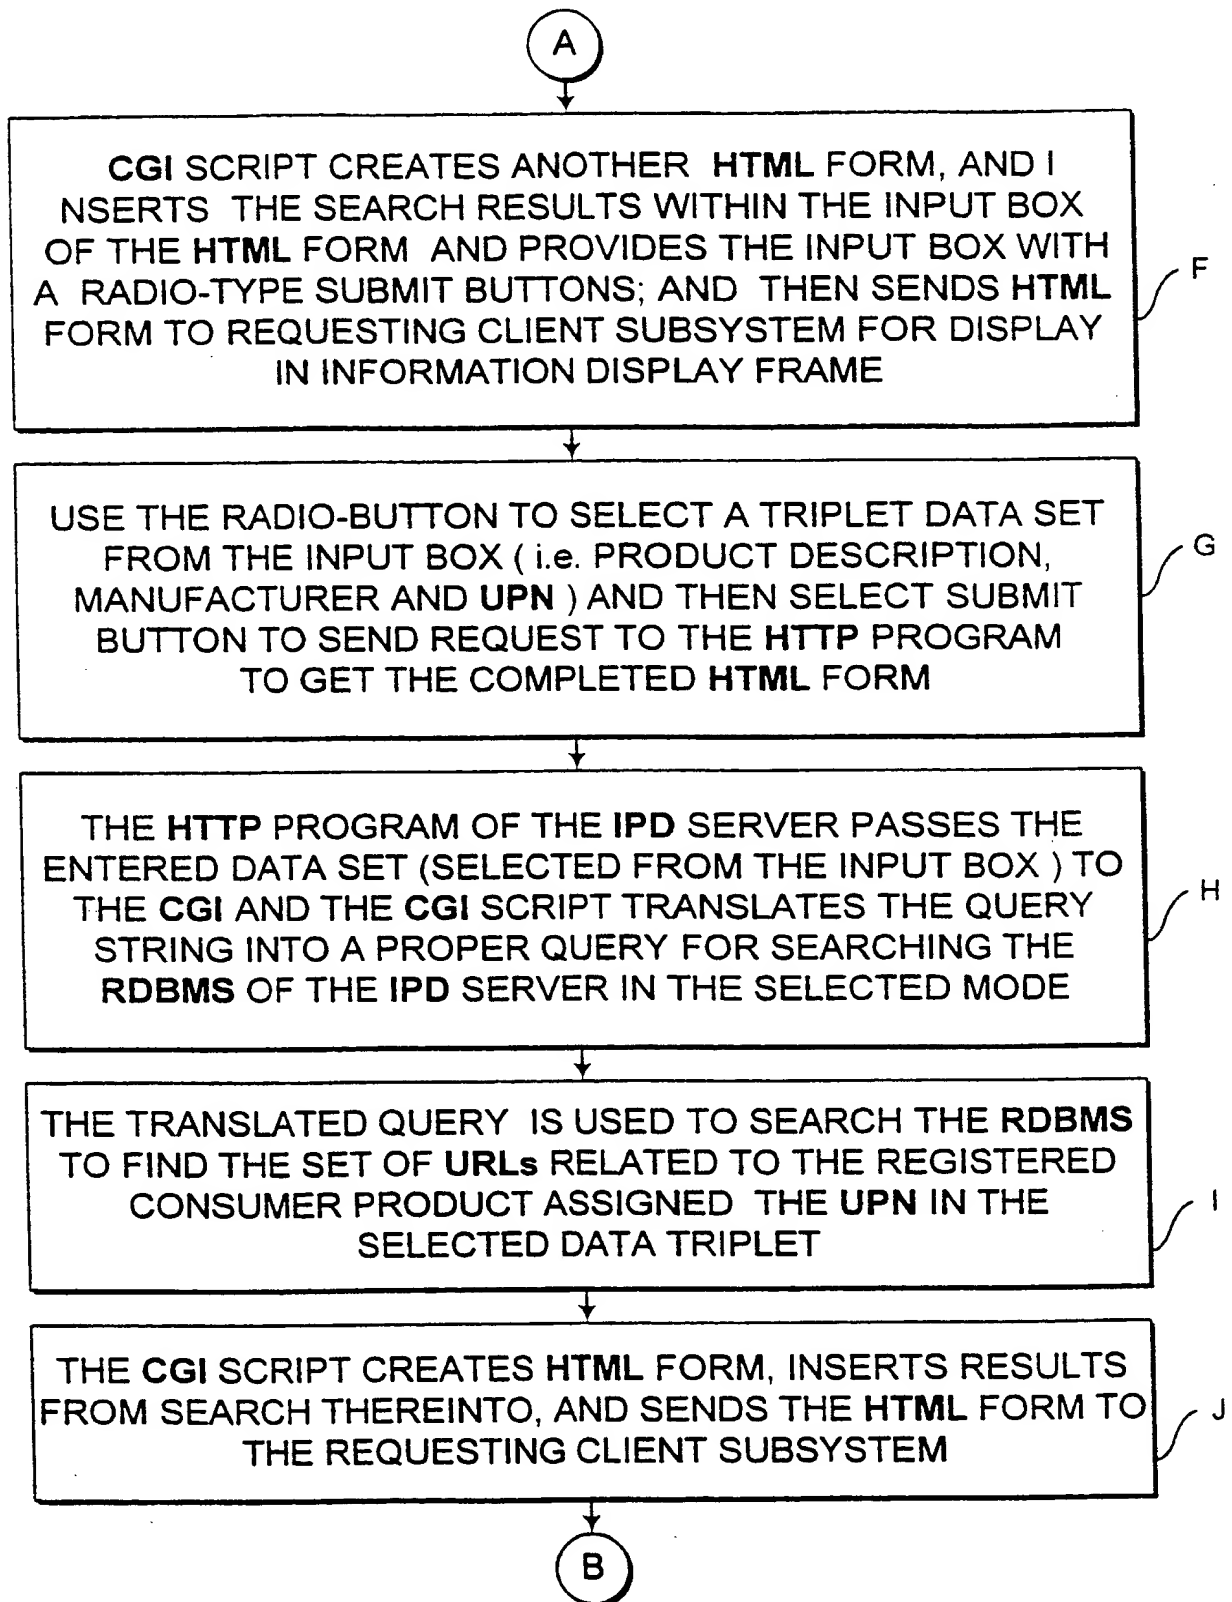 A
CGI SCRIPT CREATES ANOTHER HTML FORM, AND I
NSERTS THE SEARCH RESULTS WITHIN THE INPUT BOX
OF THE HTML FORM AND PROVIDES THE INPUT BOX WITH
A RADIO-TYPE SUBMIT BUTTONS; AND THEN SENDS HTML
FORM TO REQUESTING CLIENT SUBSYSTEM FOR DISPLAY
IN INFORMATION DISPLAY FRAME
F
USE THE RADIO-BUTTON TO SELECT A TRIPLET DATA SET
FROM THE INPUT BOX ( i.e. PRODUCT DESCRIPTION,
MANUFACTURER AND UPN ) AND THEN SELECT SUBMIT
BUTTON TO SEND REQUEST TO THE HTTP PROGRAM
TO GET THE COMPLETED HTML FORM
G
THE HTTP PROGRAM OF THE IPD SERVER PASSES THE
ENTERED DATA SET (SELECTED FROM THE INPUT BOX ) TO
THE CGI AND THE CGI SCRIPT TRANSLATES THE QUERY
STRING INTO A PROPER QUERY FOR SEARCHING THE
RDBMS OF THE IPD SERVER IN THE SELECTED MODE
H
THE TRANSLATED QUERY IS USED TO SEARCH THE RDBMS
TO FIND THE SET OF URLs RELATED TO THE REGISTERED
CONSUMER PRODUCT ASSIGNED THE UPN IN THE
SELECTED DATA TRIPLET
I
THE CGI SCRIPT CREATES HTML FORM, INSERTS RESULTS
FROM SEARCH THEREINTO, AND SENDS THE HTML FORM TO
THE REQUESTING CLIENT SUBSYSTEM
J
B